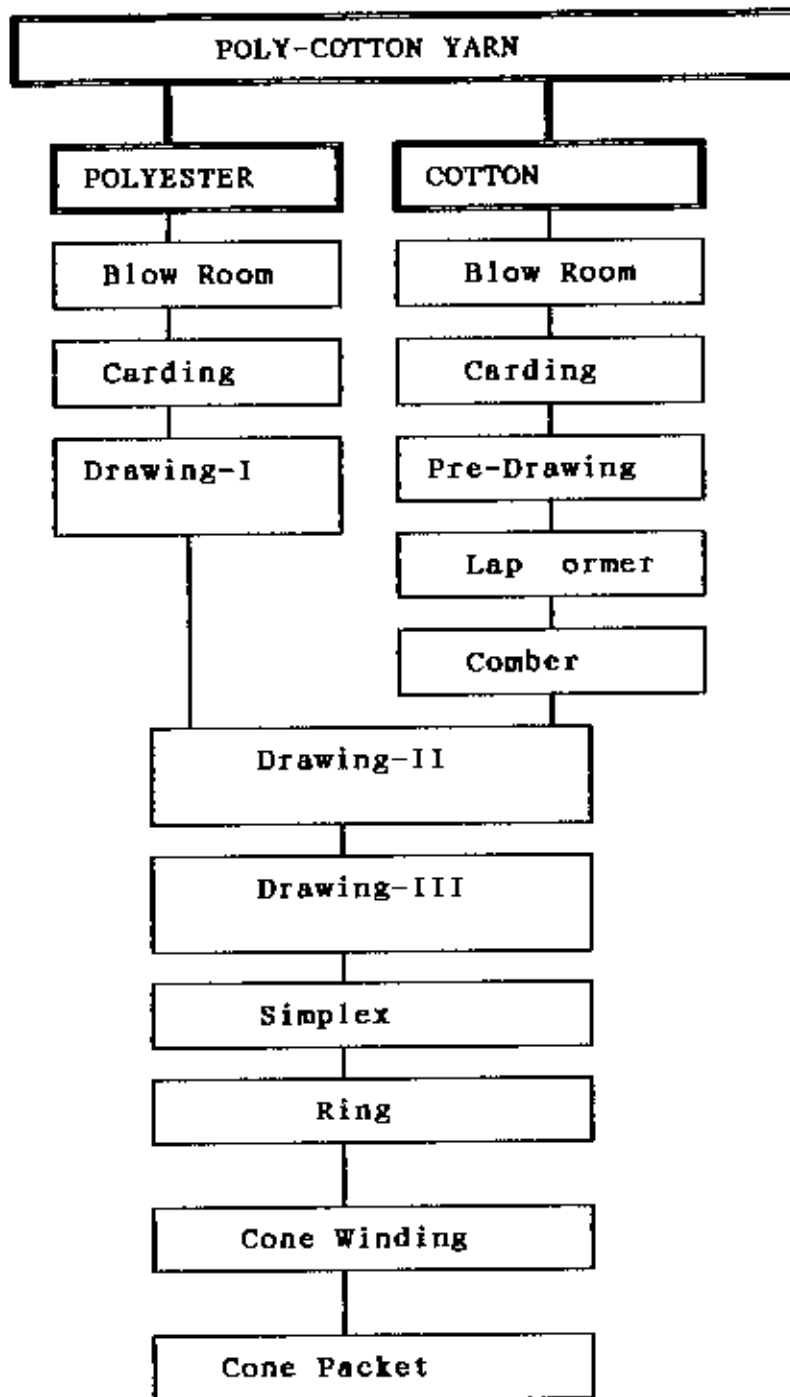 POLY-COTTON YARN
POLYESTER
COTTON
Blow Room
Blow Room
Carding
Carding
Drawing-I
Pre-Drawing
Lap ormer
Comber
Drawing-II
Drawing-III
Simplex
Ring
Cone Winding
Cone Packet